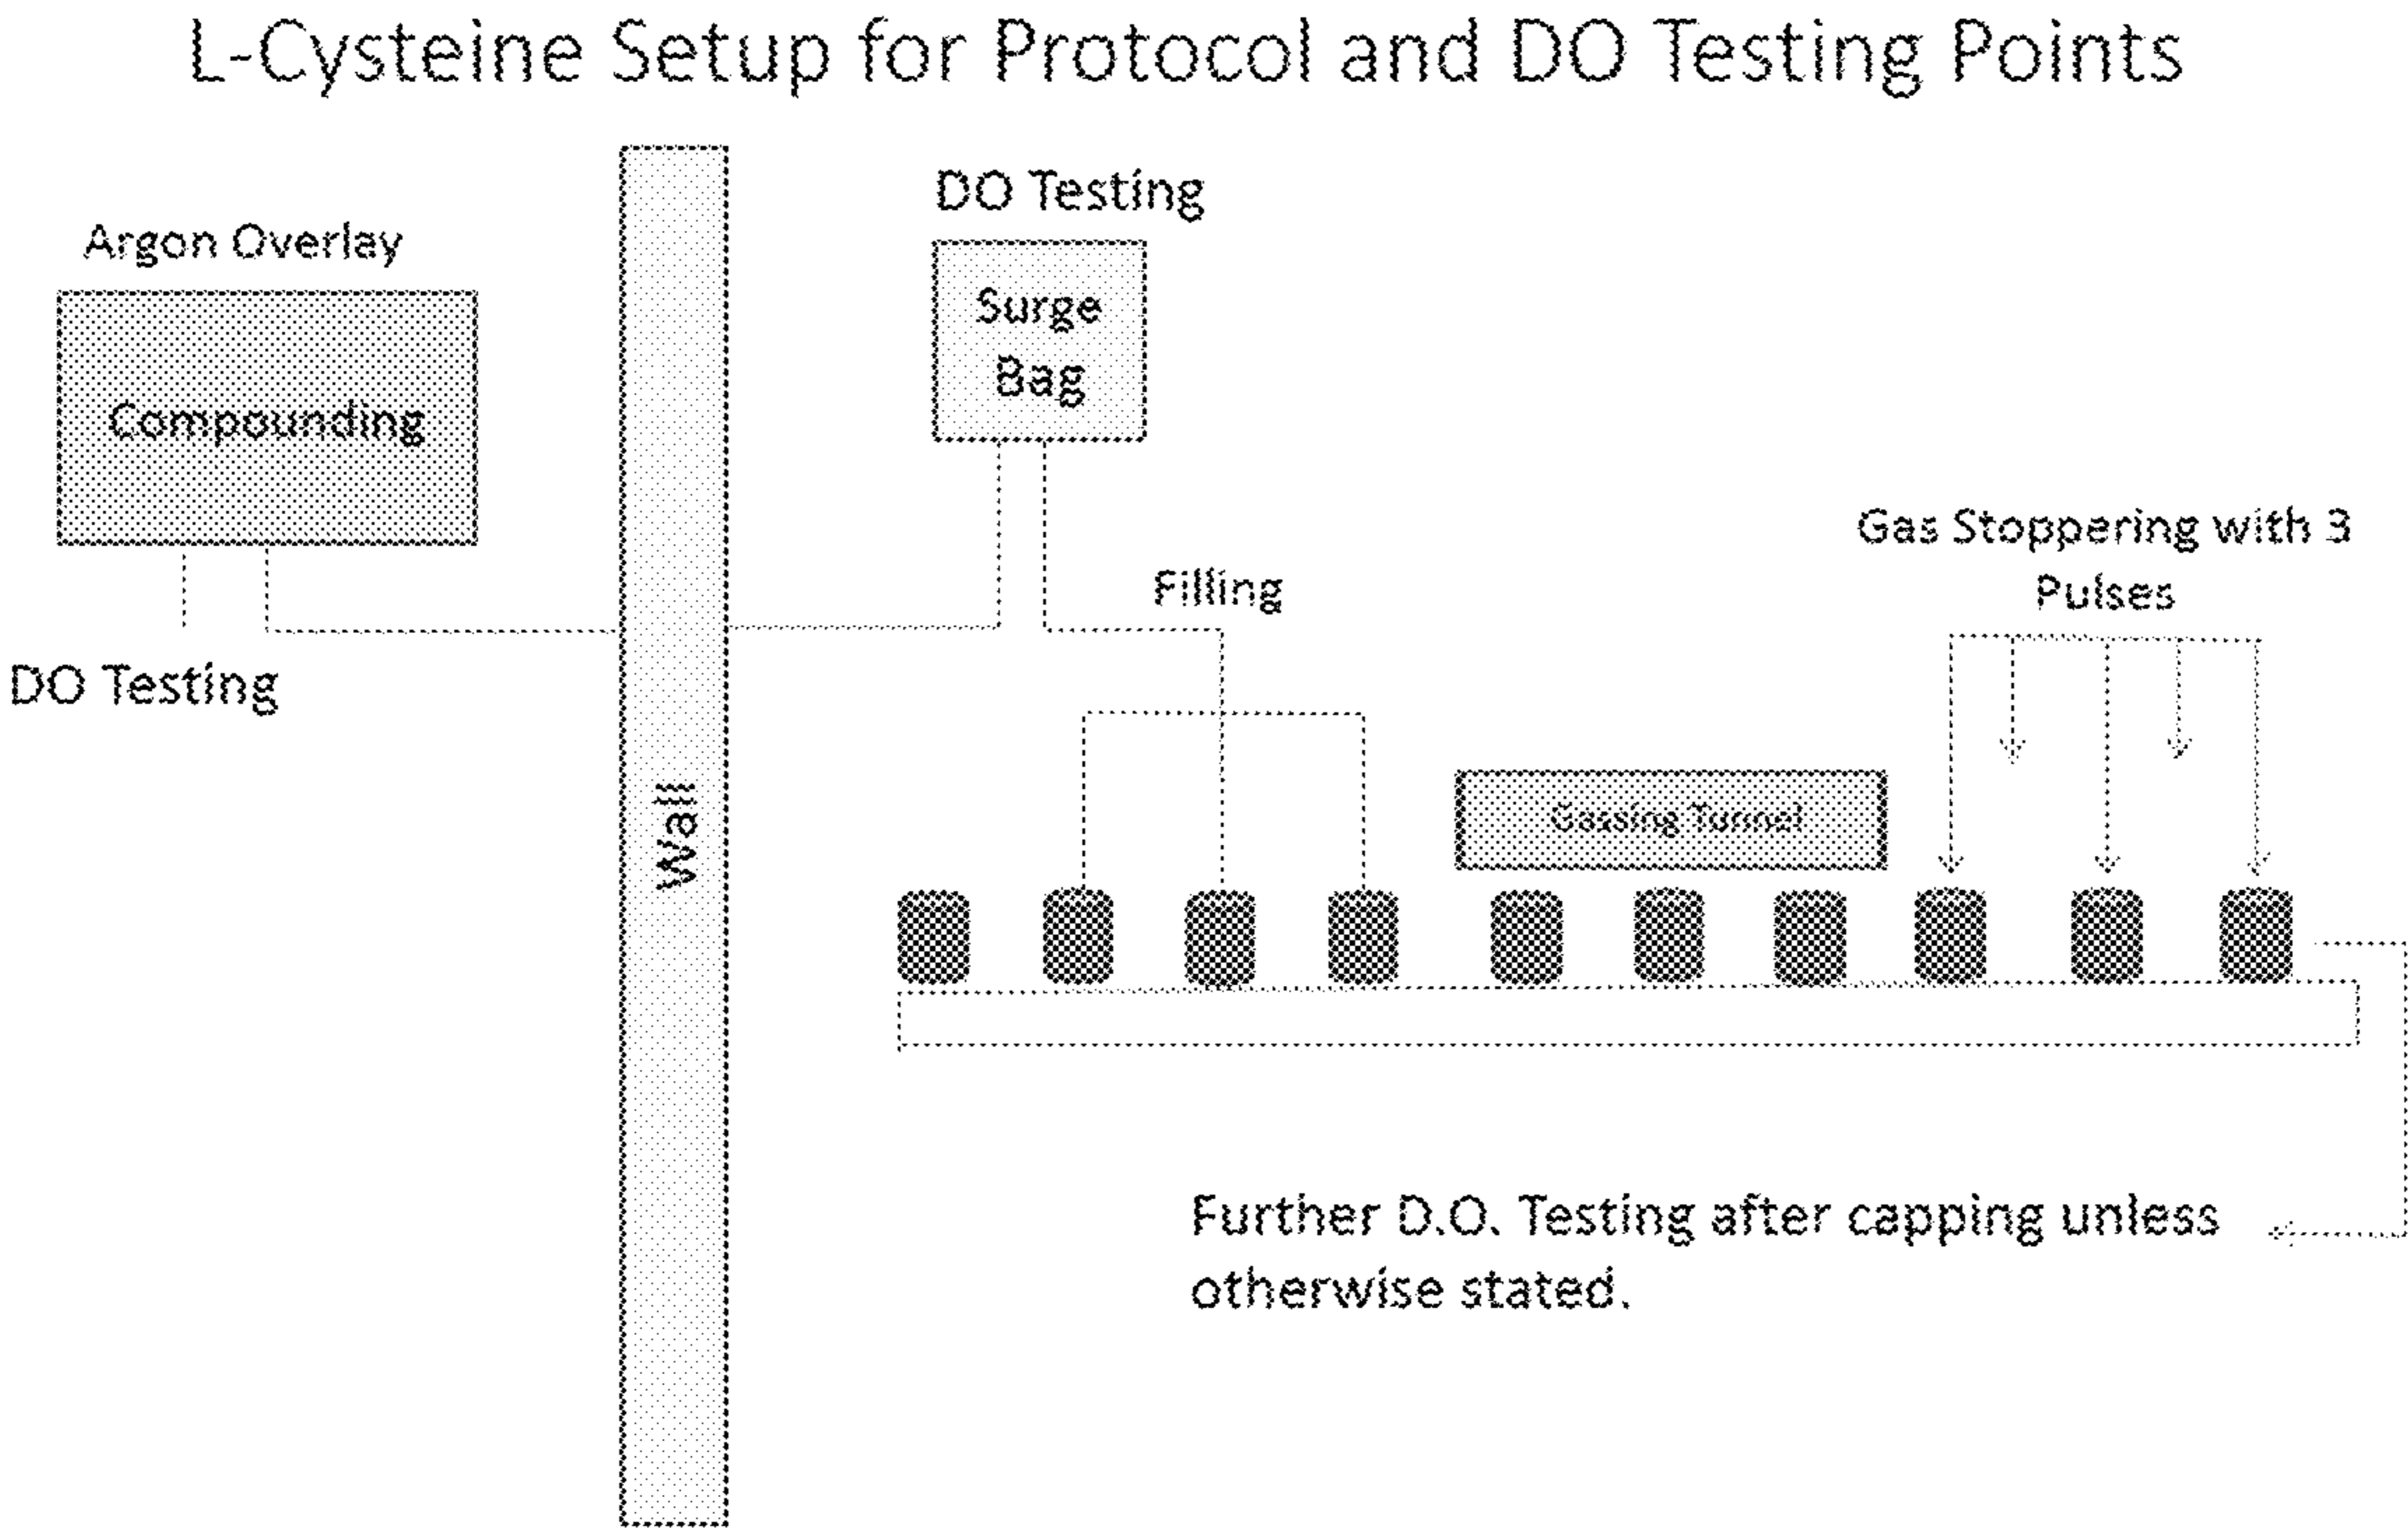 L-Cysteine Setup for Protocol and DO Testing Points
Argon Overlay
Compounding
DO Testing
Wall
DO Testing
Surge
Bag
Filling
Gassing Tunnel
Gas Stoppering with 3
Pulses
Further D.O. Testing after capping unless
otherwise stated.